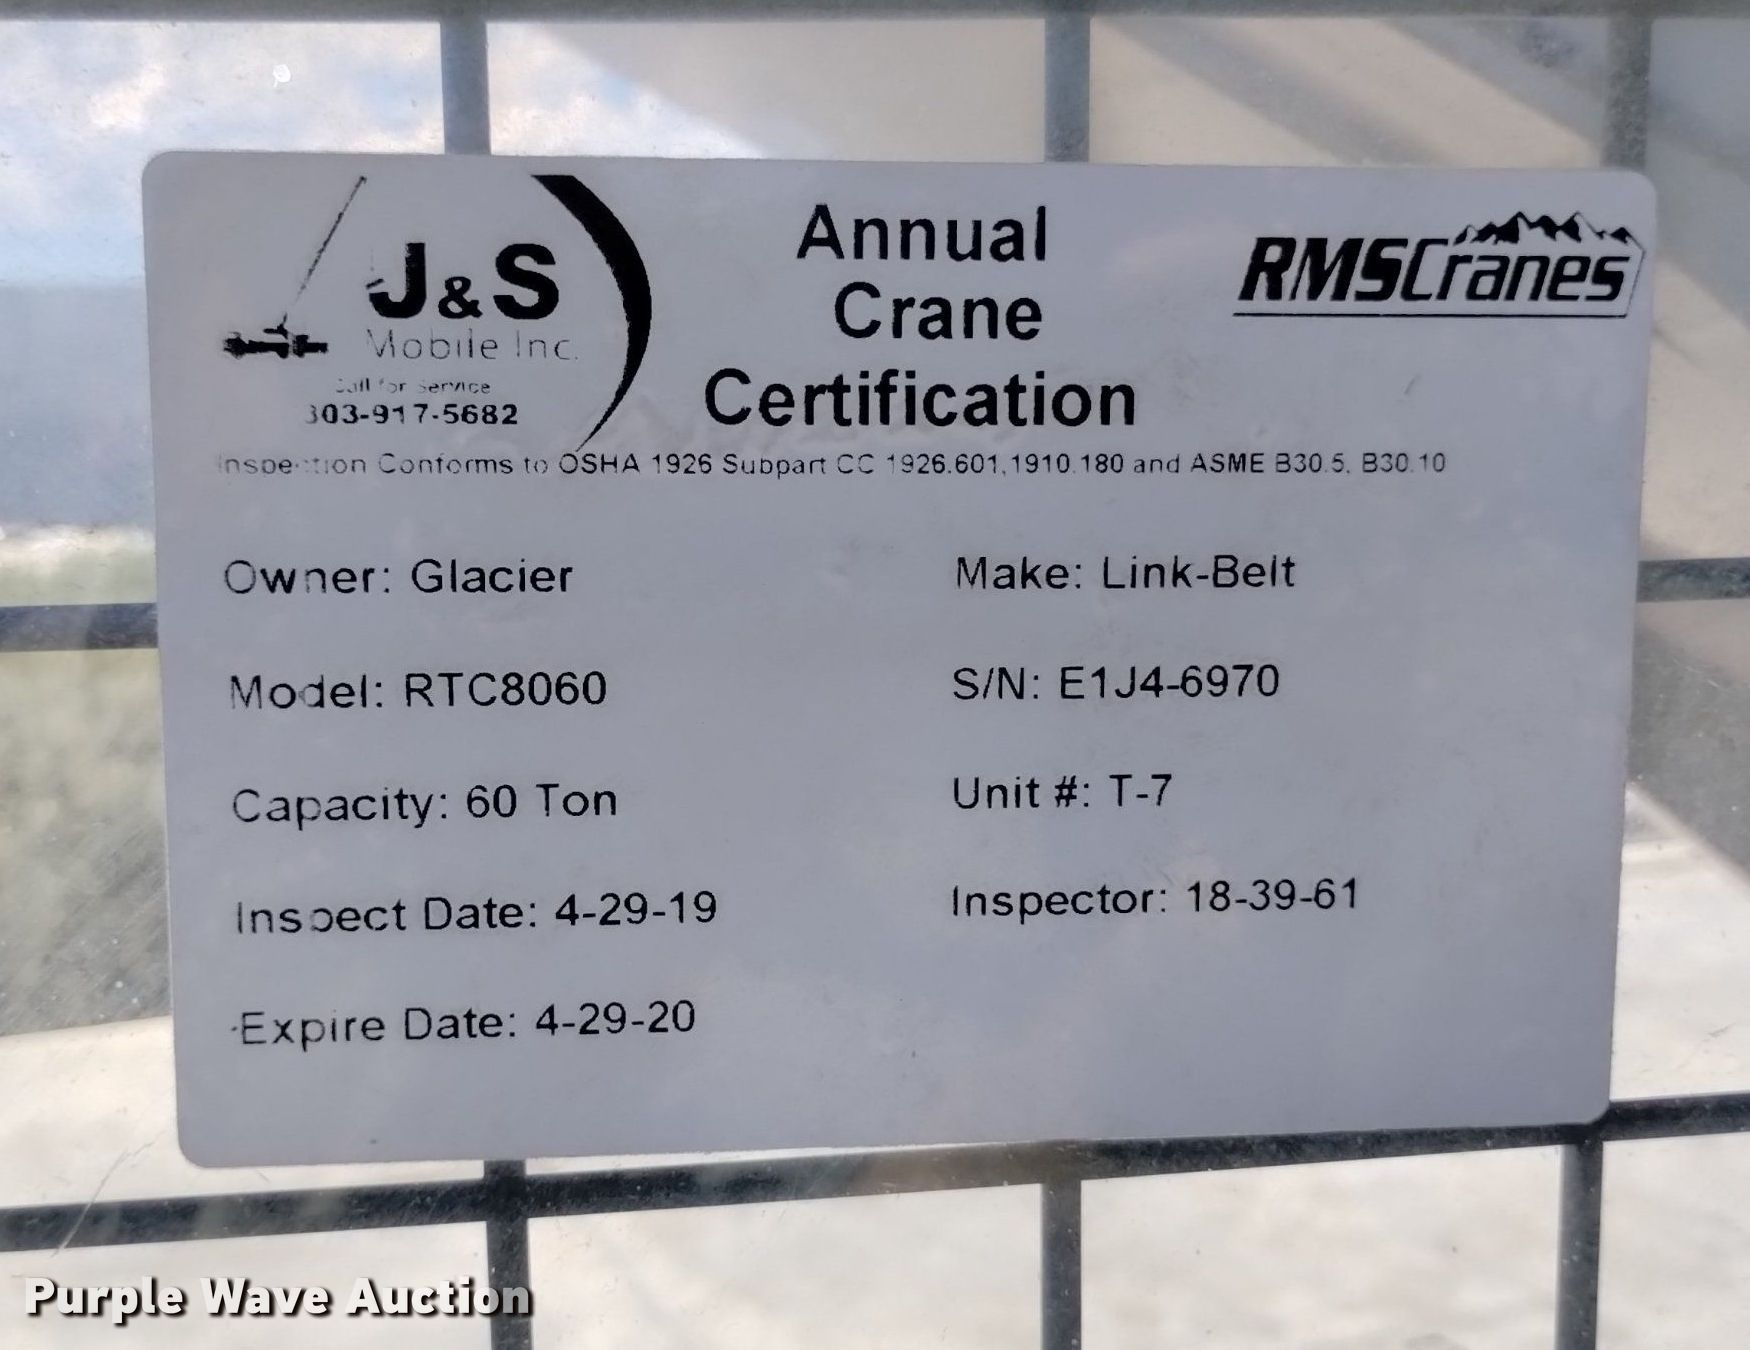 J&S
Mobile Inc.
Call for Service
303-917-5682
Annual
Crane
Certification
RMSCranes
Inspection Conforms to OSHA 1926 Subpart CC 1926.601,1910.180 and ASME B30.5, B30.10
Owner: Glacier
Make: Link-Belt
Model: RTC8060
S/N: E1J4-6970
Capacity: 60 Ton
Unit #: T-7
Inspect Date: 4-29-19
Inspector: 18-39-61
Expire Date: 4-29-20
Purple Wave Auction